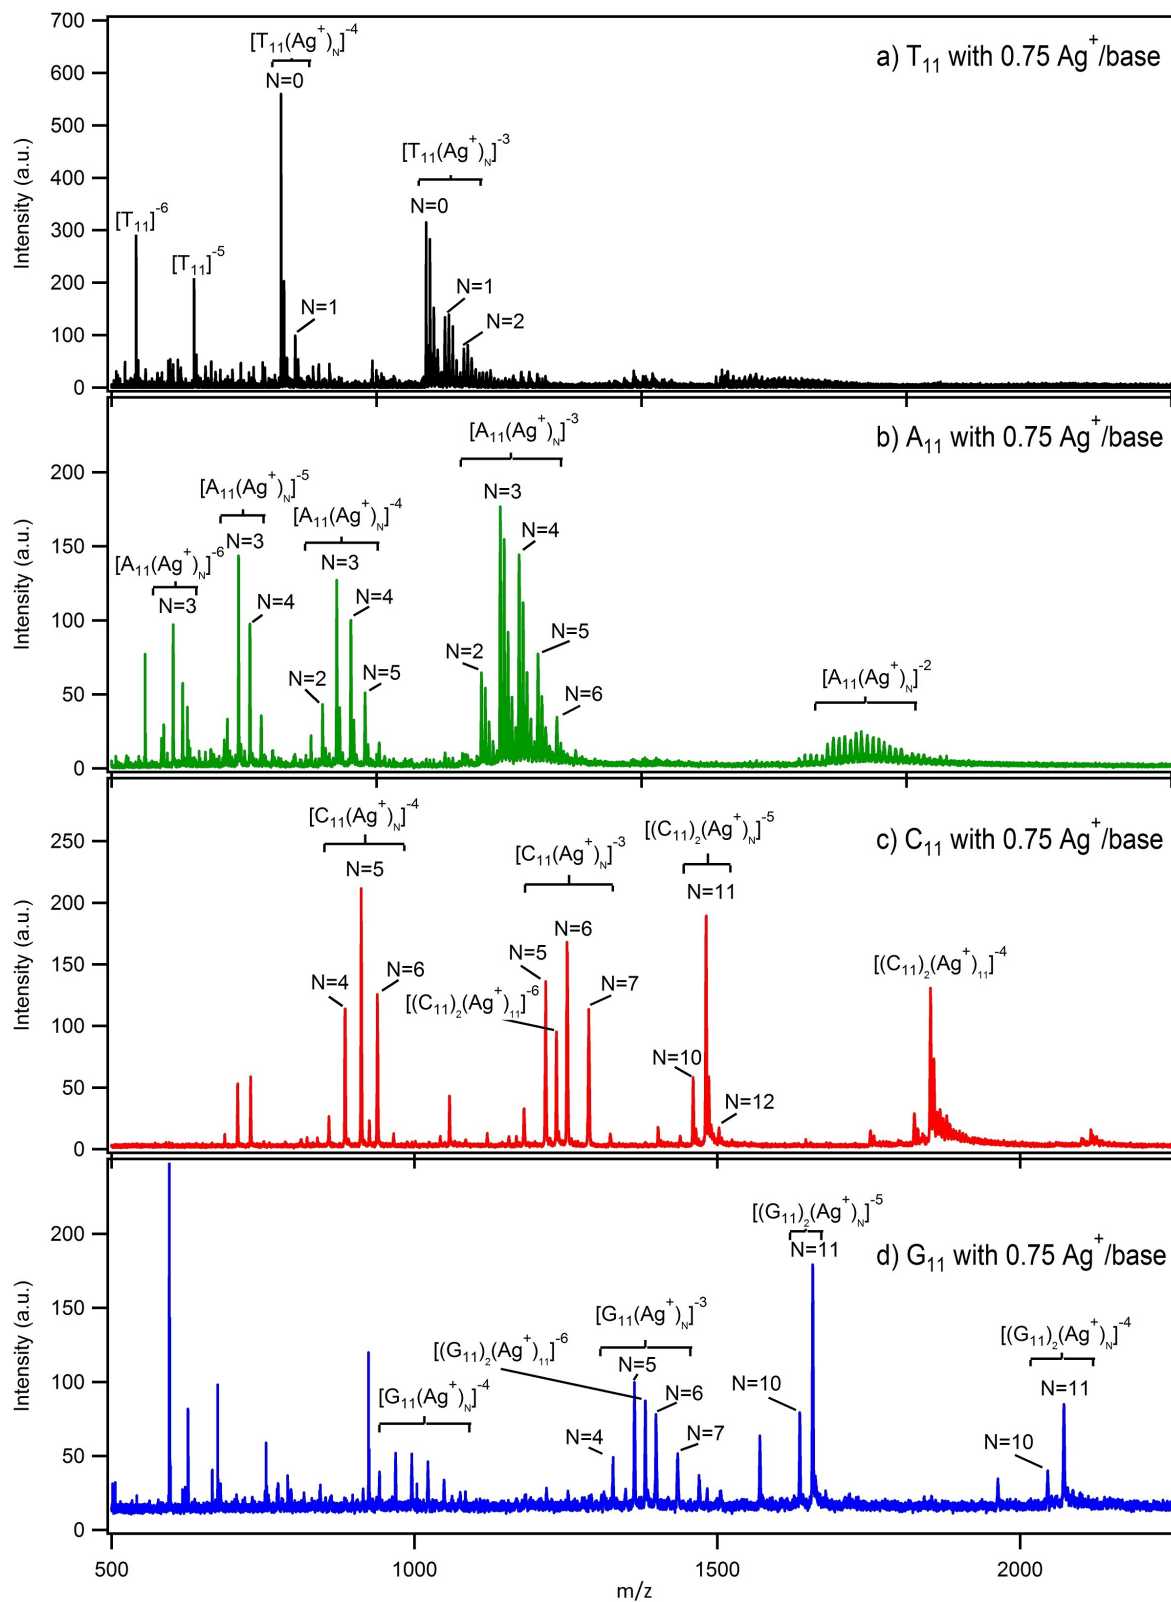 a) T₁₁ with 0.75 Ag⁺/base
Intensity (a.u.)
700
600
500
400
300
200
100
0
[T₁₁]⁻⁶
[T₁₁]⁻⁵
[T₁₁(Ag⁺)N]⁻⁴
N=0
N=1
[T₁₁(Ag⁺)N]⁻³
N=0
N=1
N=2
b) A₁₁ with 0.75 Ag⁺/base
Intensity (a.u.)
200
150
100
50
0
[A₁₁(Ag⁺)N]⁻⁶
N=3
[A₁₁(Ag⁺)N]⁻⁵
N=3
N=4
[A₁₁(Ag⁺)N]⁻⁴
N=3
N=4
N=2
N=5
[A₁₁(Ag⁺)N]⁻³
N=3
N=4
N=2
N=5
N=6
[A₁₁(Ag⁺)N]⁻²
c) C₁₁ with 0.75 Ag⁺/base
Intensity (a.u.)
250
200
150
100
50
0
[C₁₁(Ag⁺)N]⁻⁴
N=5
N=4
N=6
[C₁₁(Ag⁺)N]⁻³
N=6
N=5
N=7
[(C₁₁)₂(Ag⁺)₁₁]⁻⁶
[(C₁₁)₂(Ag⁺)N]⁻⁵
N=11
N=10
N=12
[(C₁₁)₂(Ag⁺)₁₁]⁻⁴
d) G₁₁ with 0.75 Ag⁺/base
Intensity (a.u.)
200
150
100
50
0
[G₁₁(Ag⁺)N]⁻⁴
[(G₁₁)₂(Ag⁺)₁₁]⁻⁶
[G₁₁(Ag⁺)N]⁻³
N=5
N=6
N=4
N=7
[(G₁₁)₂(Ag⁺)N]⁻⁵
N=11
N=10
[(G₁₁)₂(Ag⁺)N]⁻⁴
N=11
N=10
500
1000
1500
2000
m/z